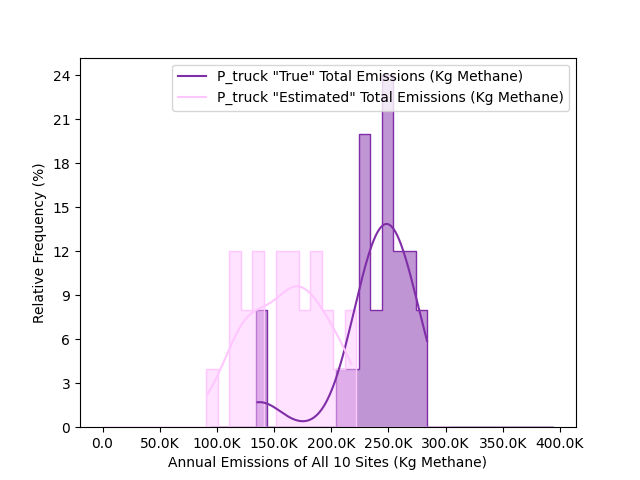 P_truck "True" Total Emissions (Kg Methane)
P_truck "Estimated" Total Emissions (Kg Methane)
24
21
18
15
12
9
6
3
0
Relative Frequency (%)
0.0 50.0K 100.0K 150.0K 200.0K 250.0K 300.0K 350.0K 400.0K
Annual Emissions of All 10 Sites (Kg Methane)